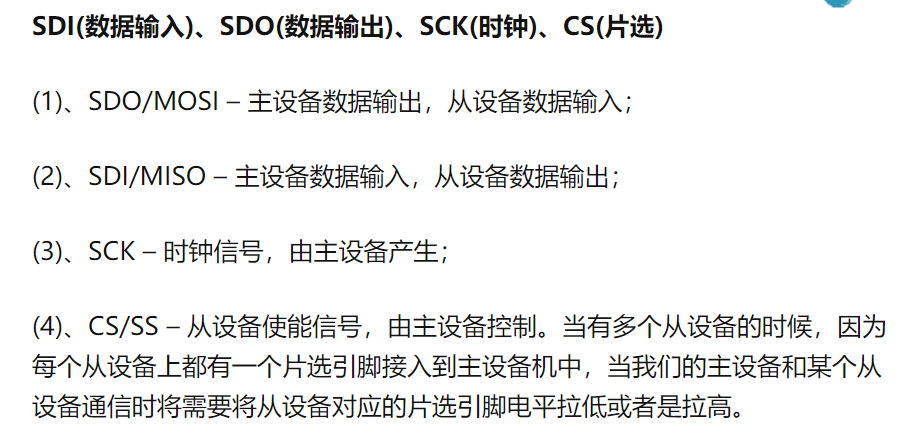 SDI(数据输入)、SDO(数据输出)、SCK(时钟)、CS(片选)
(1)、SDO/MOSI – 主设备数据输出，从设备数据输入；
(2)、SDI/MISO – 主设备数据输入，从设备数据输出；
(3)、SCK – 时钟信号，由主设备产生；
(4)、CS/SS – 从设备使能信号，由主设备控制。当有多个从设备的时候，因为
每个从设备上都有一个片选引脚接入到主设备机中，当我们的主设备和某个从
设备通信时将需要将从设备对应的片选引脚电平拉低或者是拉高。